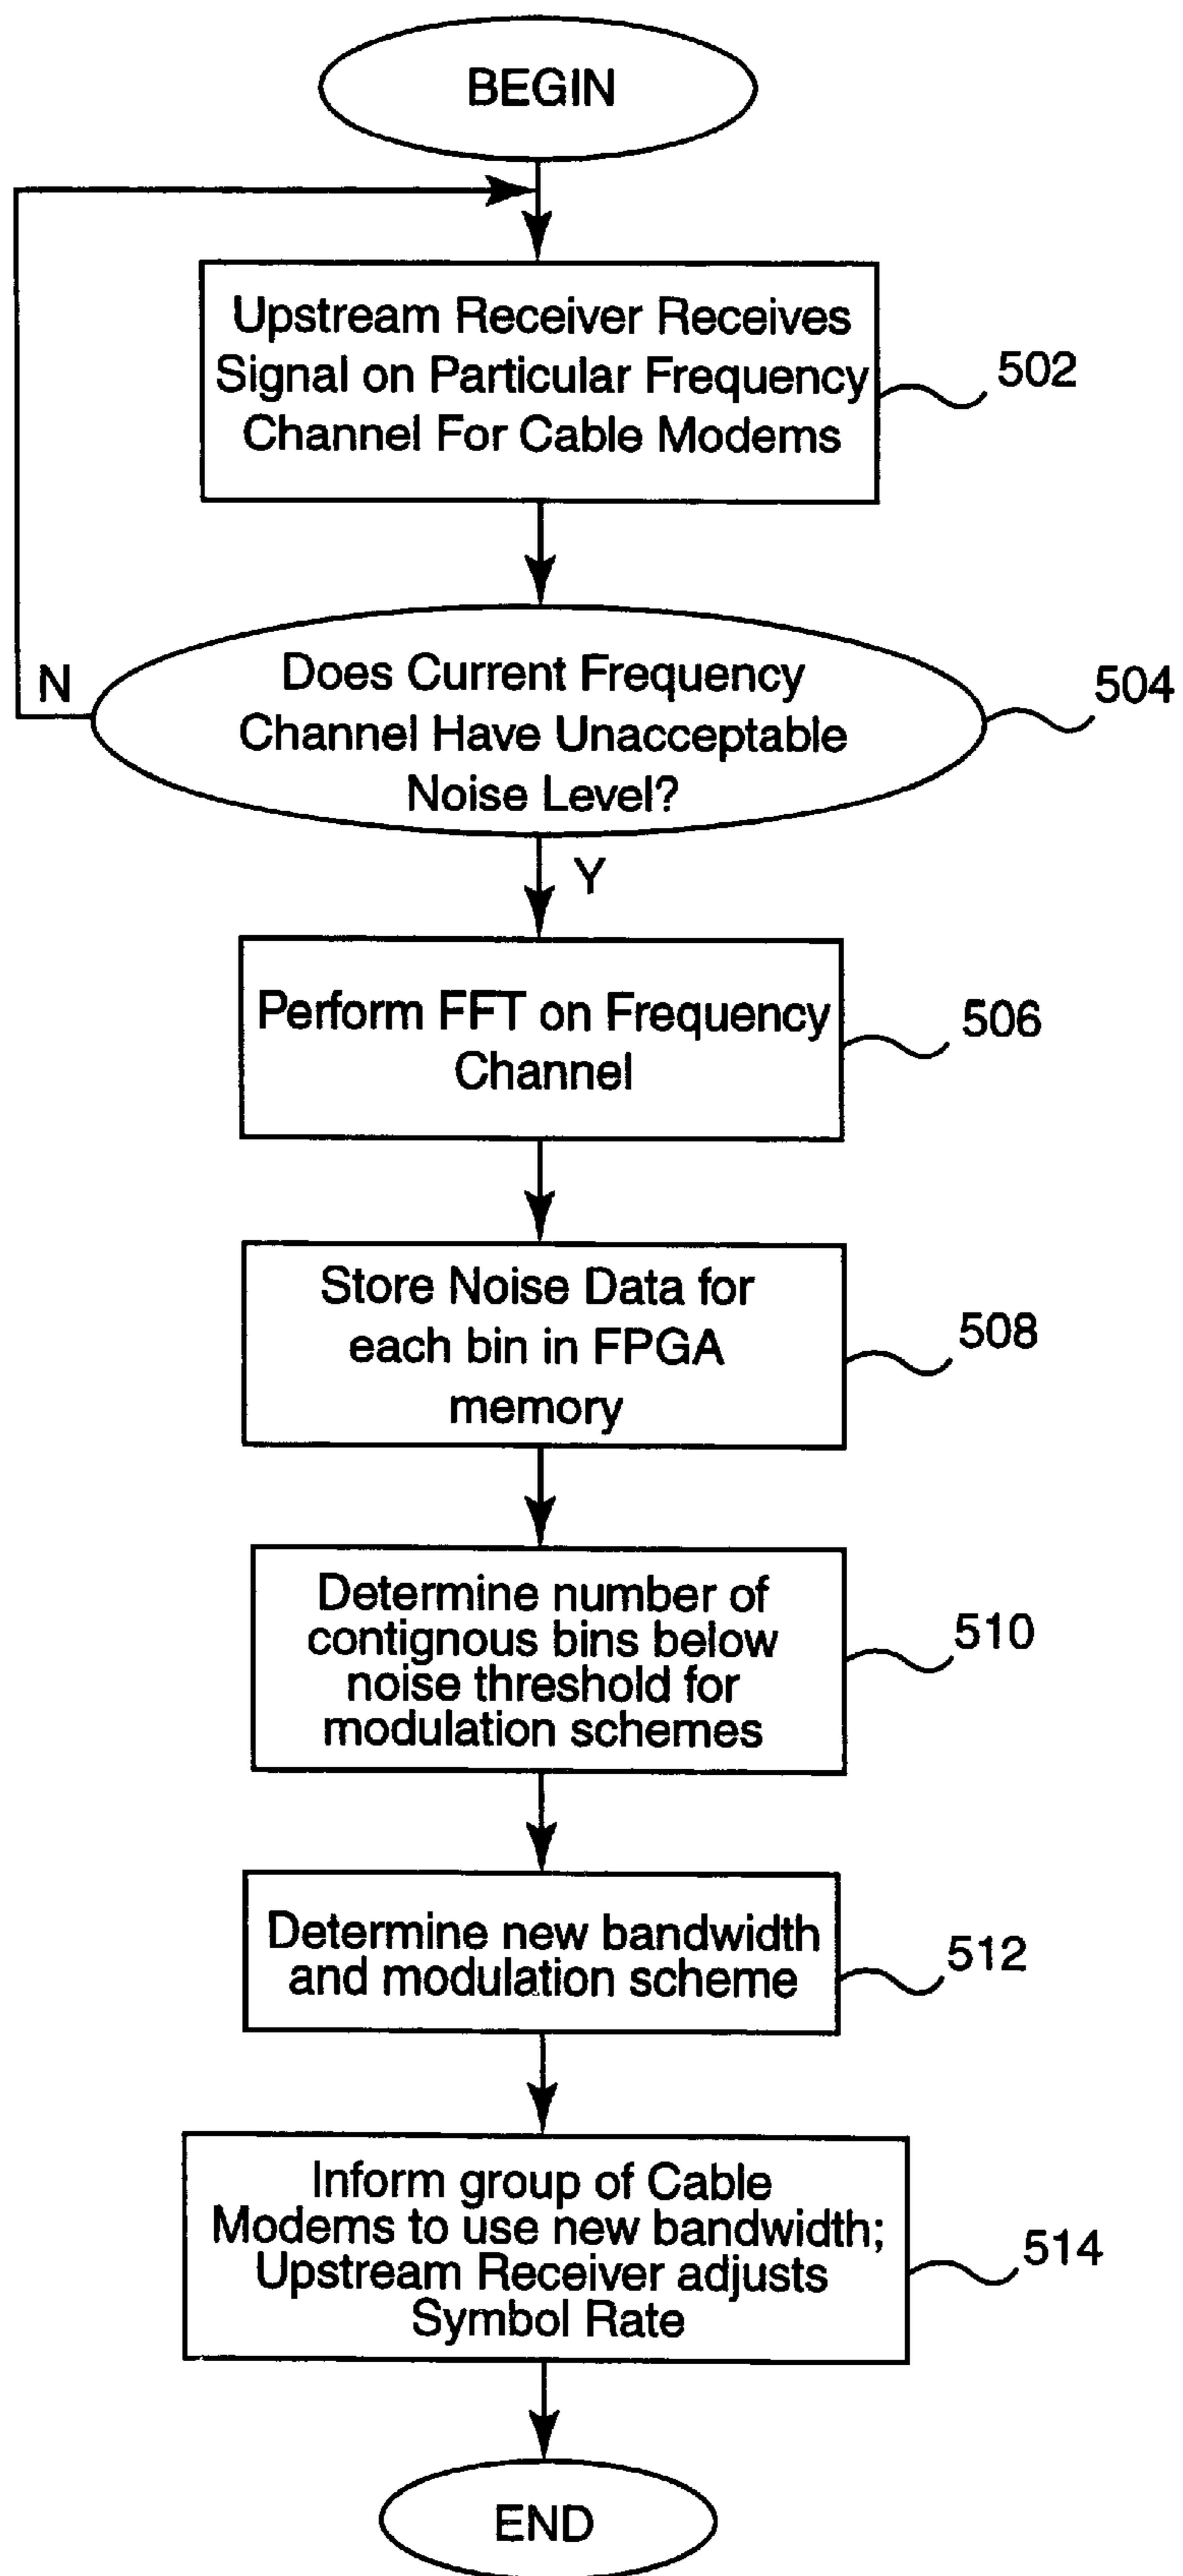 BEGIN
Upstream Receiver Receives
Signal on Particular Frequency
Channel For Cable Modems
502
Does Current Frequency
Channel Have Unacceptable
Noise Level?
504
N
Y
Perform FFT on Frequency
Channel
506
Store Noise Data for
each bin in FPGA
memory
508
Determine number of
contignous bins below
noise threshold for
modulation schemes
510
Determine new bandwidth
and modulation scheme
512
Inform group of Cable
Modems to use new bandwidth;
Upstream Receiver adjusts
Symbol Rate
514
END